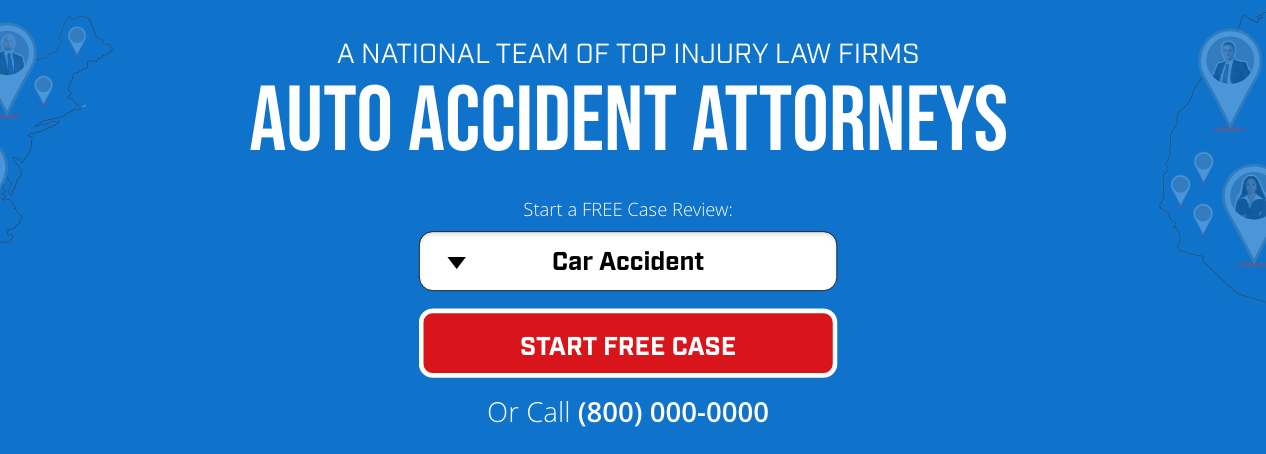 A NATIONAL TEAM OF TOP INJURY LAW FIRMS
AUTO ACCIDENT ATTORNEYS
Start a FREE Case Review:
Car Accident
START FREE CASE
Or Call (800) 000-0000